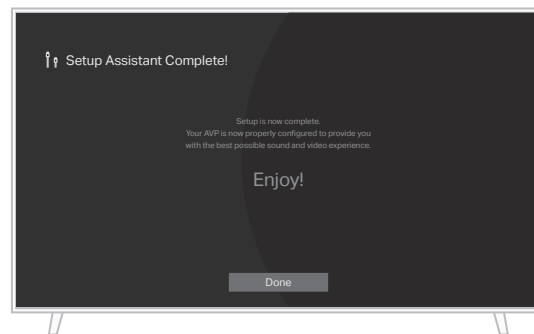 Setup Assistant Complete!
Setup is now complete.
Your AVP is now properly configured to provide you
with the best possible sound and video experience.
Enjoy!
Done